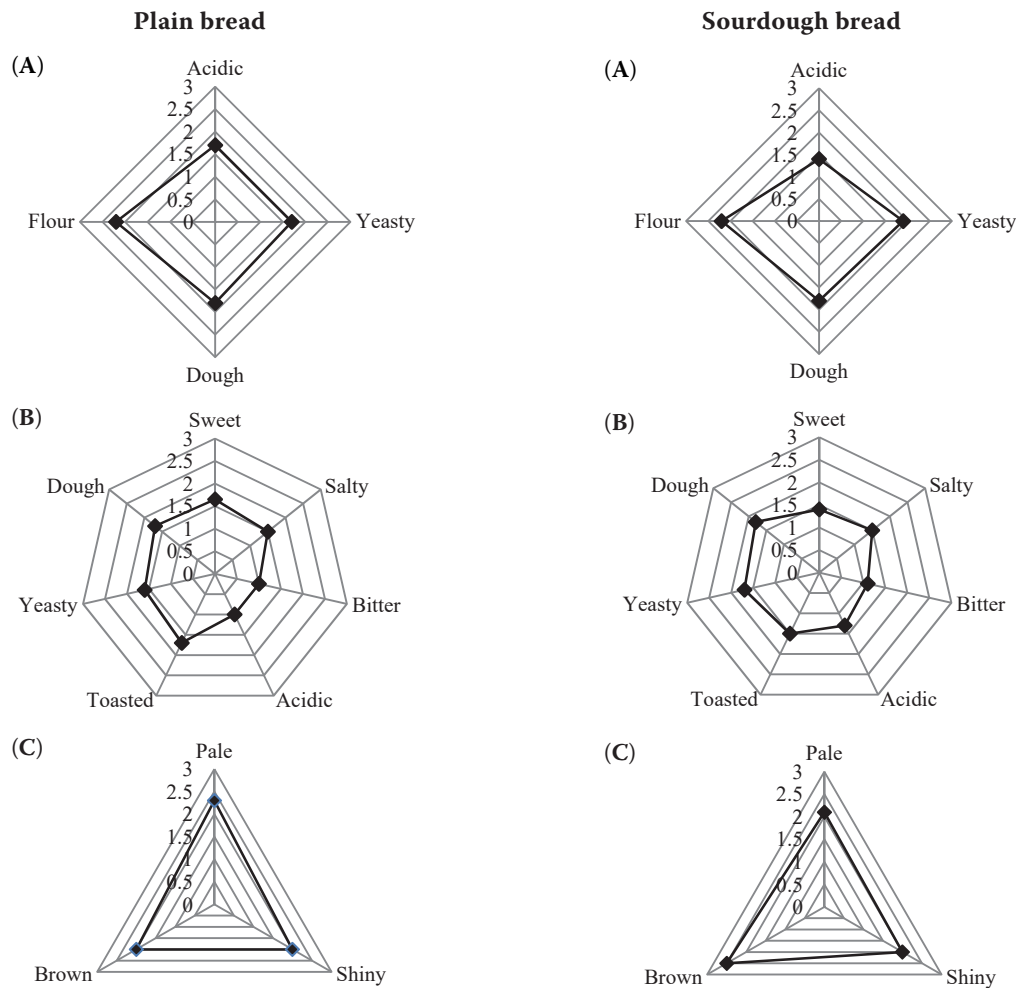 Plain bread
(A)
Acidic
3
2.5
2
1.5
1
0.5
0
Flour
Yeasty
Dough
(B)
Sweet
3
2.5
2
1.5
1
0.5
0
Dough
Salty
Yeasty
Bitter
Toasted
Acidic
(C)
Pale
3
2.5
2
1.5
1
0.5
0
Brown
Shiny
Sourdough bread
(A)
Acidic
3
2.5
2
1.5
1
0.5
0
Flour
Yeasty
Dough
(B)
Sweet
3
2.5
2
1.5
1
0.5
0
Dough
Salty
Yeasty
Bitter
Toasted
Acidic
(C)
Pale
3
2.5
2
1.5
1
0.5
0
Brown
Shiny